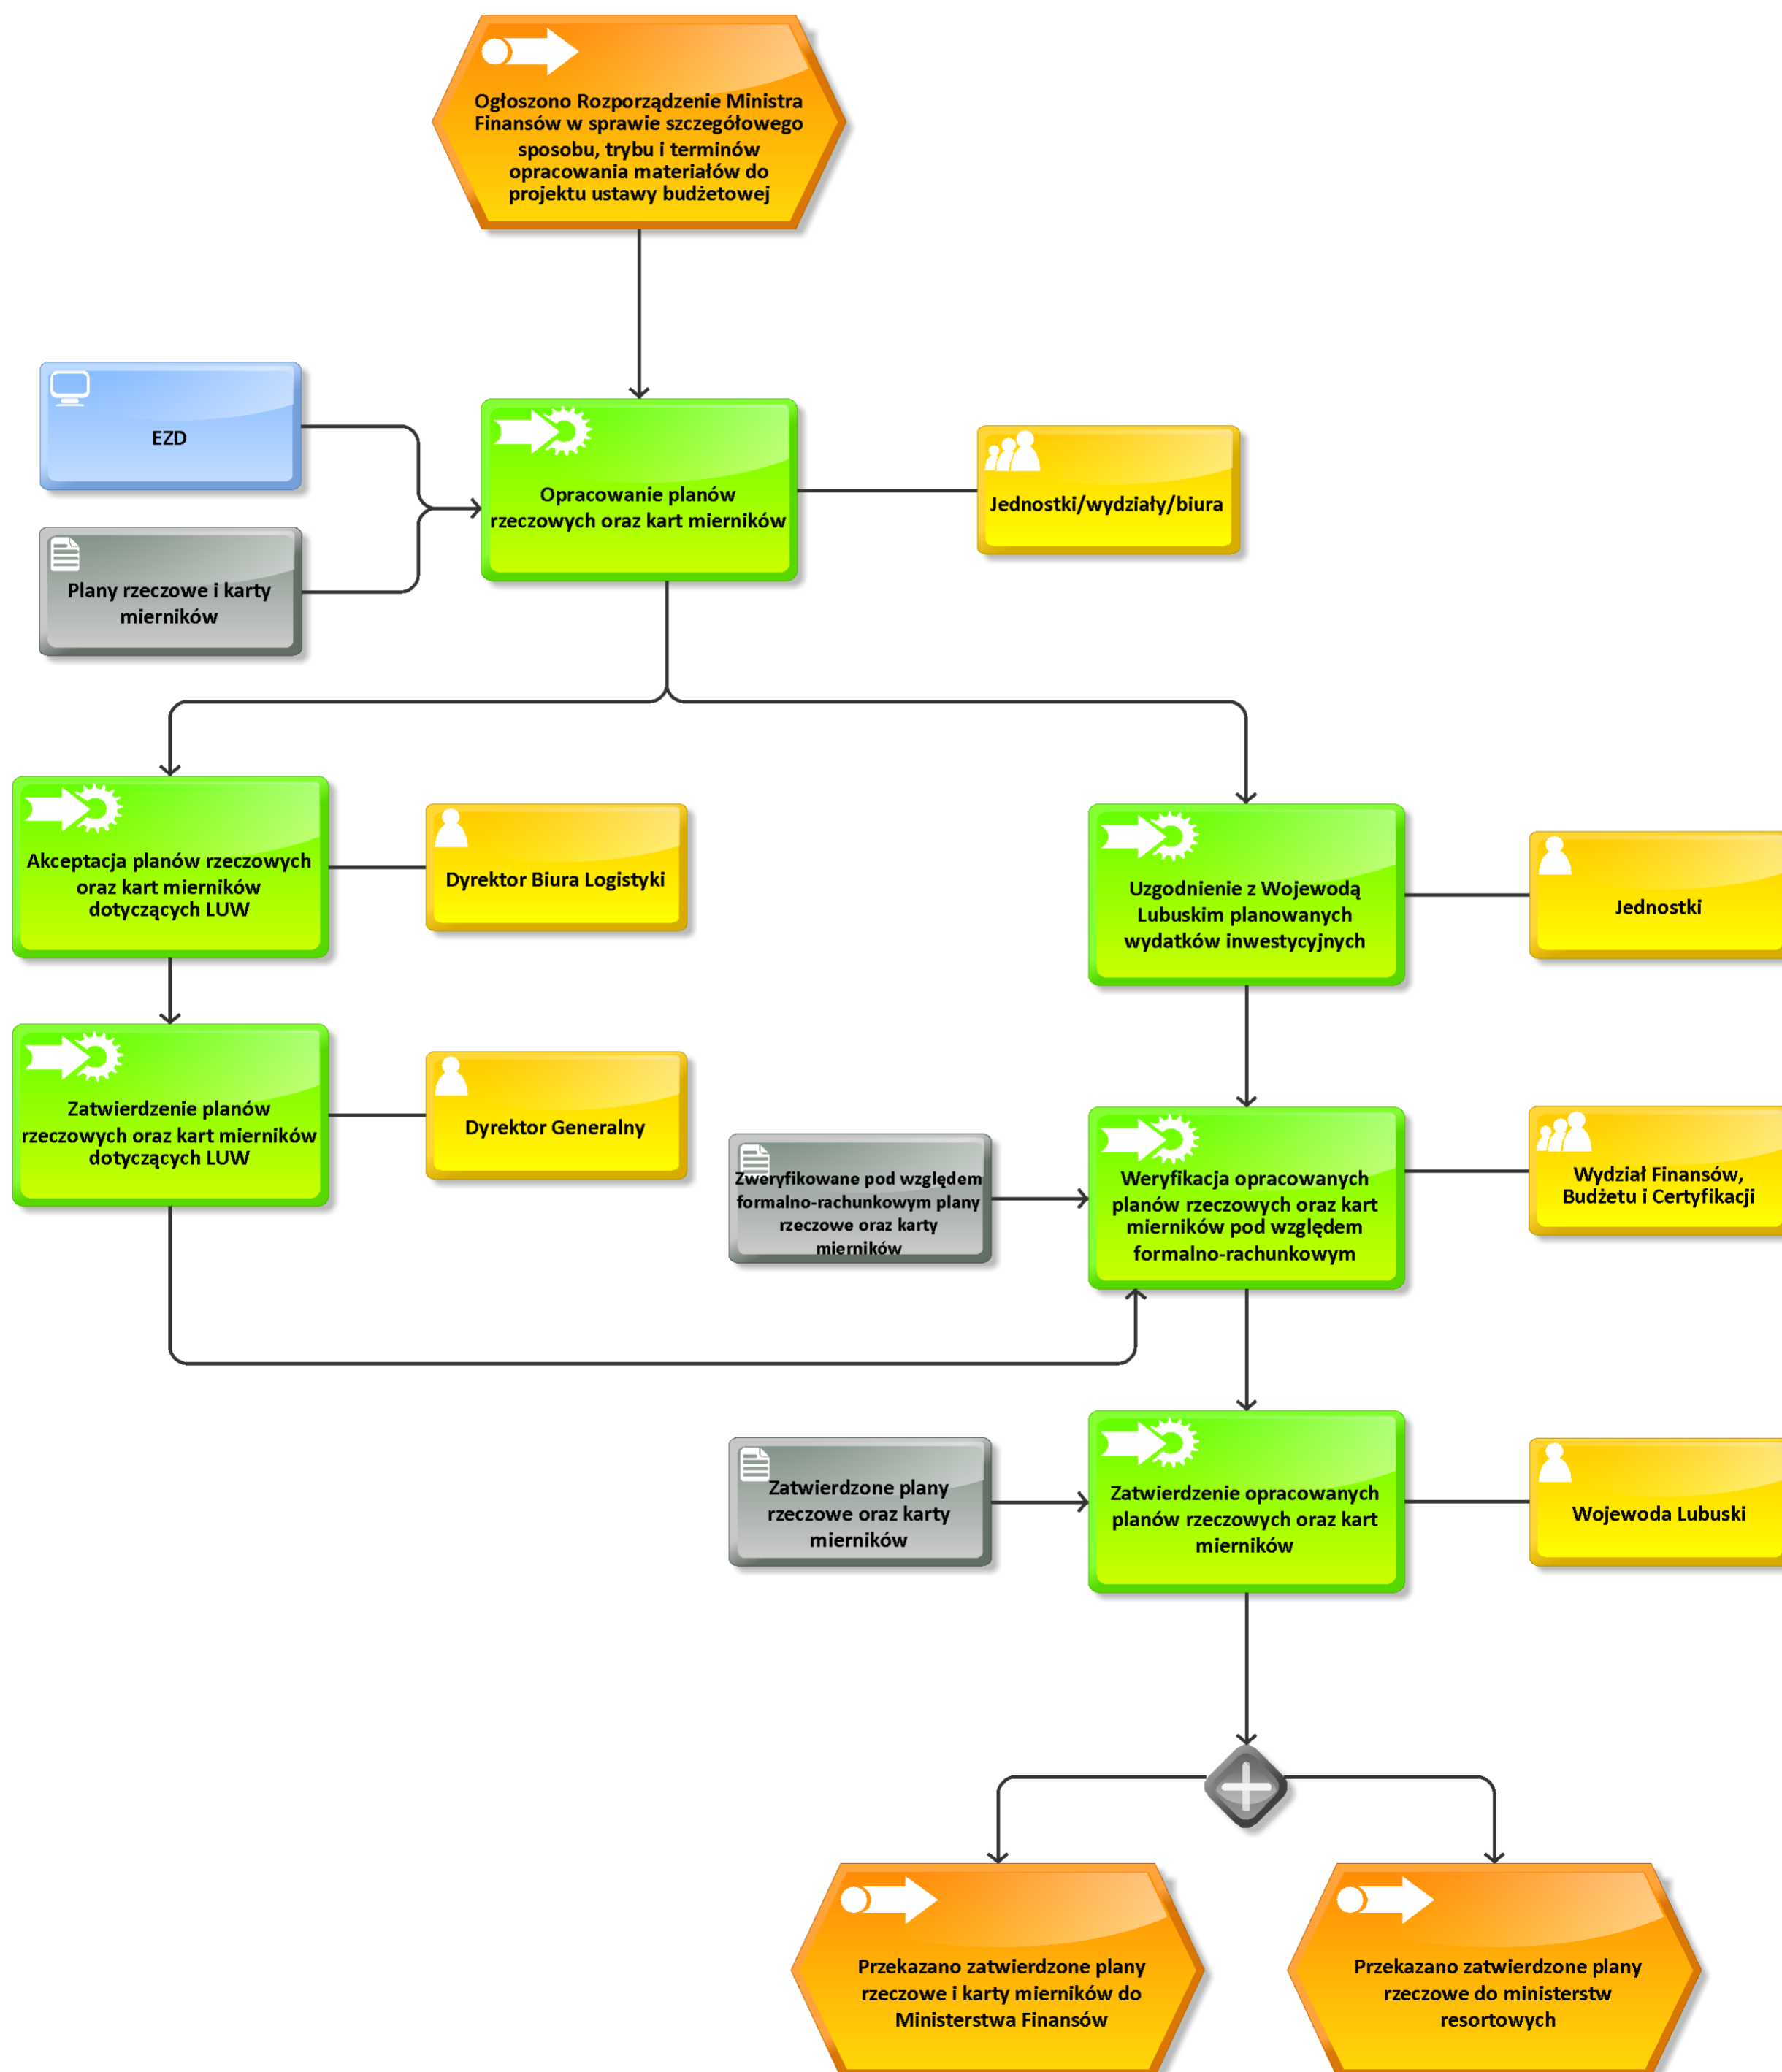 Ogłoszono Rozporządzenie Ministra
Finansów w sprawie szczegółowego
sposobu, trybu i terminów
opracowania materiałów do
projektu ustawy budżetowej
EZD
Opracowanie planów
rzeczowych oraz kart mierników
Jednostki/wydziały/biura
Plany rzeczowe i karty
mierników
Akceptacja planów rzeczowych
oraz kart mierników
dotyczących LUW
Dyrektor Biura Logistyki
Uzgodnienie z Wojewodą
Lubuskim planowanych
wydatków inwestycyjnych
Jednostki
Zatwierdzenie planów
rzeczowych oraz kart mierników
dotyczących LUW
Dyrektor Generalny
Zweryfikowane pod względem
formalno-rachunkowym plany
rzeczowe oraz karty
mierników
Weryfikacja opracowanych
planów rzeczowych oraz kart
mierników pod względem
formalno-rachunkowym
Wydział Finansów,
Budżetu i Certyfikacji
Zatwierdzone plany
rzeczowe oraz karty
mierników
Zatwierdzenie opracowanych
planów rzeczowych oraz kart
mierników
Wojewoda Lubuski
Przekazano zatwierdzone plany
rzeczowe i karty mierników do
Ministerstwa Finansów
Przekazano zatwierdzone plany
rzeczowe do ministerstw
resortowych